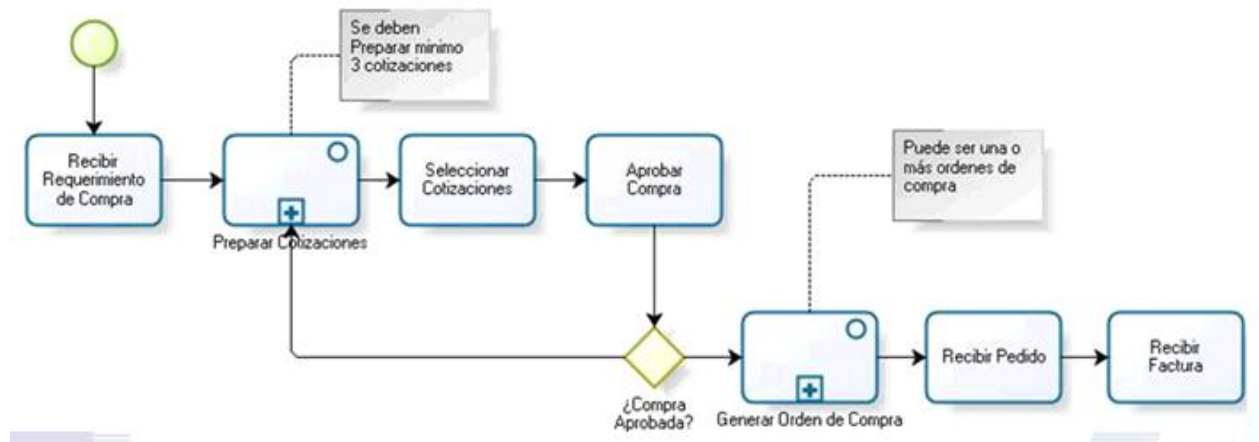 Se deben
Preparar minimo
3 cotizaciones
Recibir
Requerimiento
de Compra
Preparar Cotizaciones
Seleccionar
Cotizaciones
Aprobar
Compra
Puede ser una o
más ordenes de
compra
¿Compra
Aprobada?
Generar Orden de Compra
Recibir Pedido
Recibir
Factura